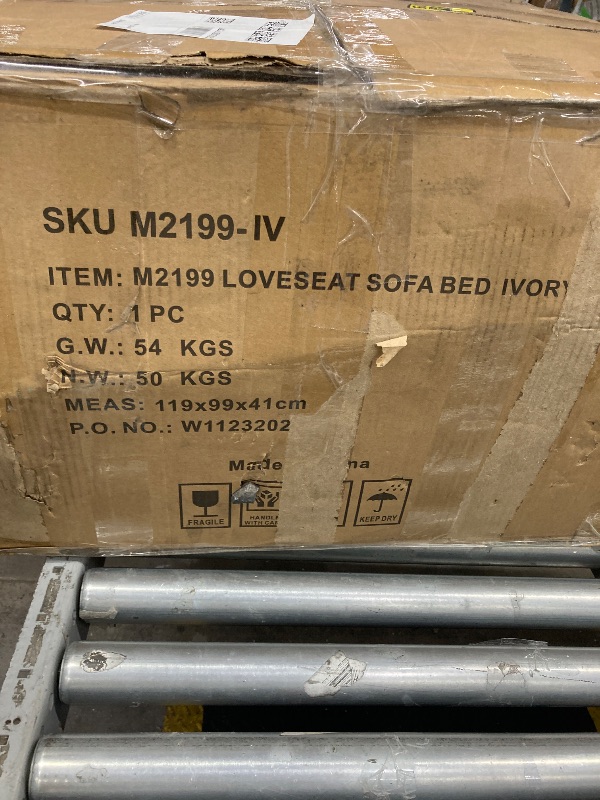 SKU M2199-IV
ITEM: M2199 LOVESEAT SOFA BED IVORY
QTY: 1 PC
G.W.: 54 KGS
N.W.: 50 KGS
MEAS: 119x99x41cm
P.O. NO.: W1123202
FRAGILE
KEEP DRY